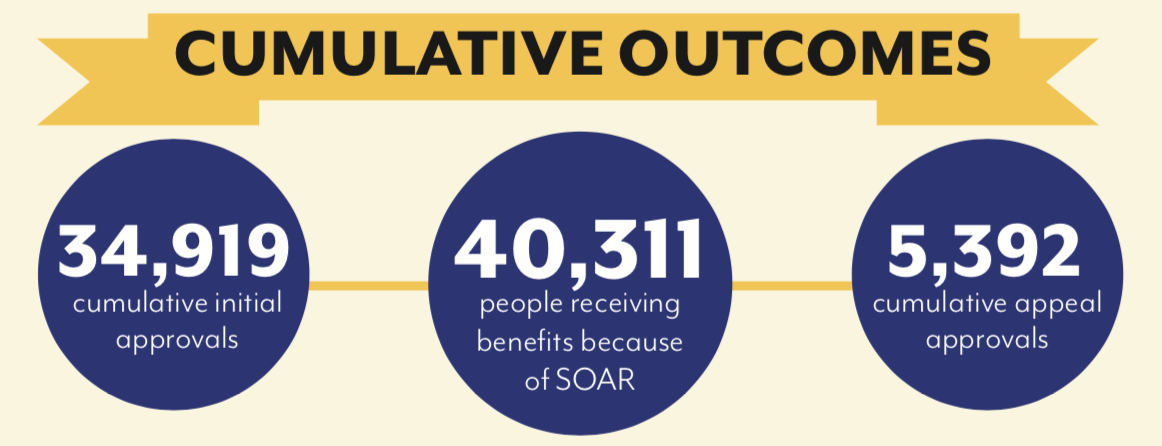 CUMULATIVE OUTCOMES
34,919
cumulative initial
approvals
40,311
people receiving
benefits because
of SOAR
5,392
cumulative appeal
approvals